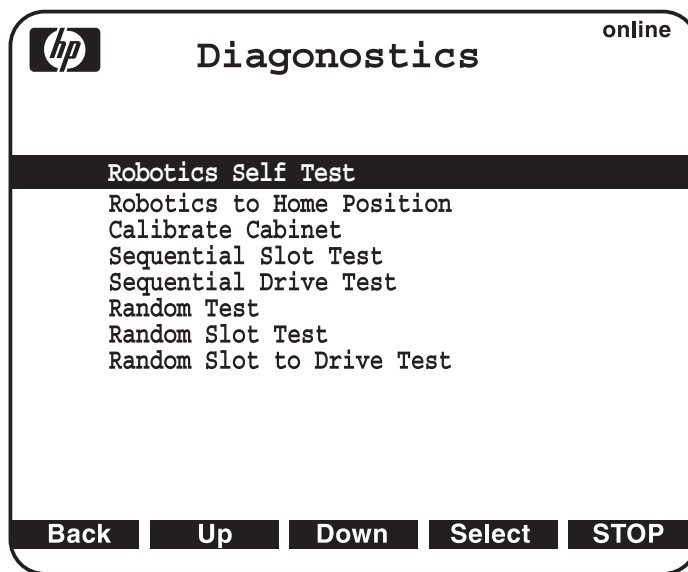 hp
online
Diagonostics
Robotics Self Test
Robotics to Home Position
Calibrate Cabinet
Sequential Slot Test
Sequential Drive Test
Random Test
Random Slot Test
Random Slot to Drive Test
Back Up Down Select STOP